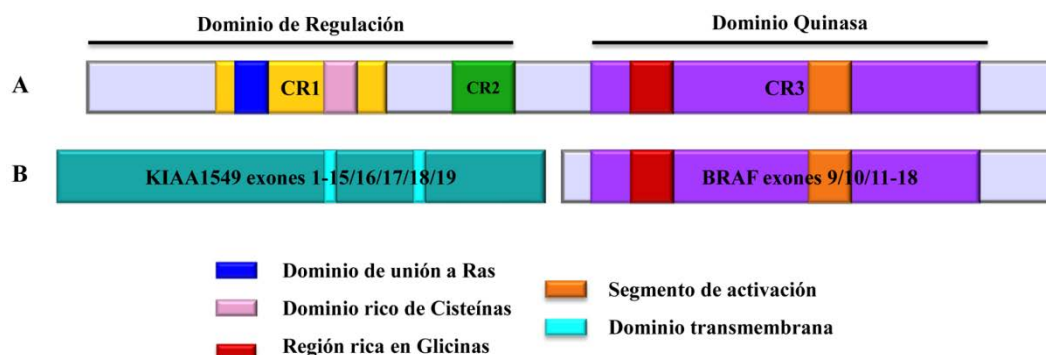 Dominio de Regulación
Dominio Quinasa
A
CR1
CR2
CR3
B
KIAA1549 exones 1-15/16/17/18/19
BRAF exones 9/10/11-18
Dominio de unión a Ras
Dominio rico de Cisteínas
Región rica en Glicinas
Segmento de activación
Dominio transmembrana